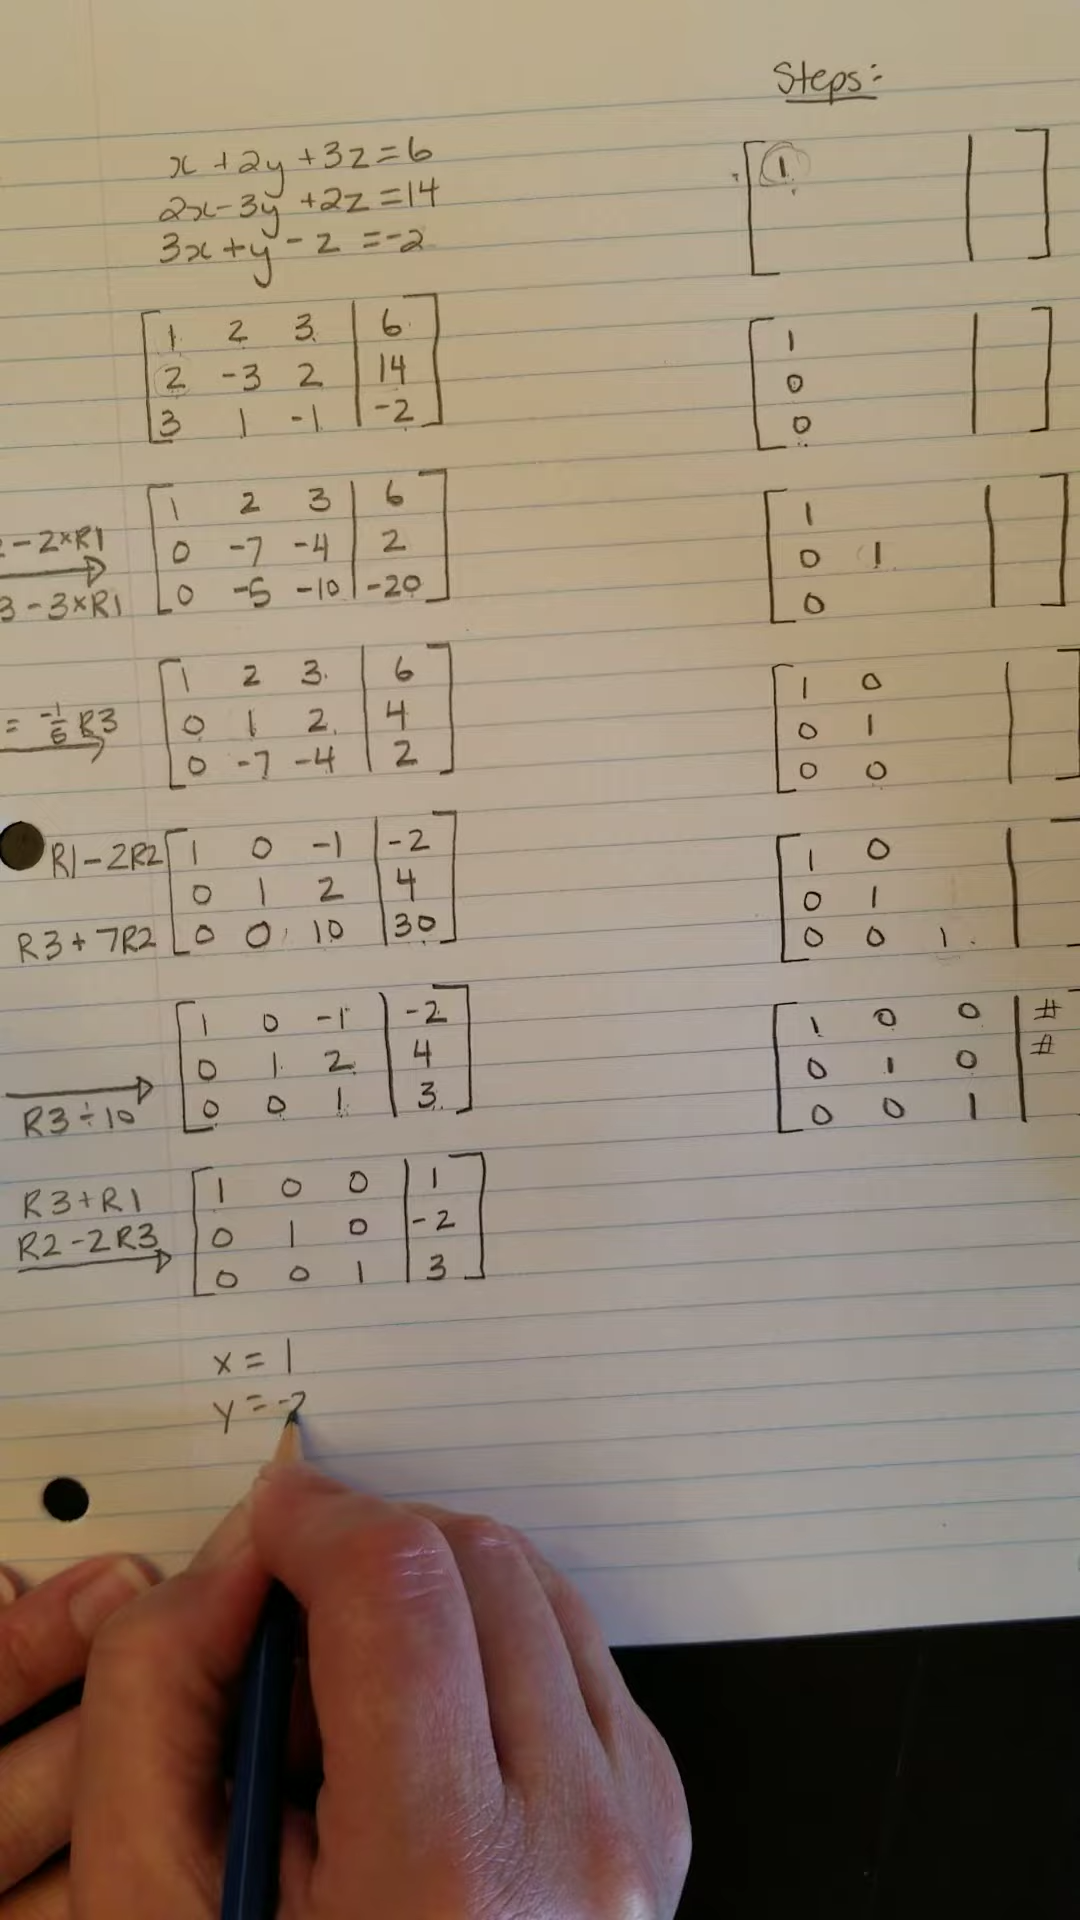 Steps:
x + 2y + 3z = 6
2x - 3y + 2z = 14
3x + y - z = -2
1 2 3 | 6
2 -3 2 | 14
3 1 -1 | -2
1 2 3 | 6
-2×R1 0 -7 -4 | 2
3-3×R1 0 -5 -10 | -20
1 2 3 | 6
= -1/5 R3 0 1 2 | 4
0 -7 -4 | 2
R1-2R2 1 0 -1 | -2
0 1 2 | 4
R3+7R2 0 0 10 | 30
1 0 -1 | -2
0 1 2 | 4
R3÷10 0 0 1 | 3
R3+R1 1 0 0 | 1
R2-2R3 0 1 0 | -2
0 0 1 | 3
x = 1
y = -2
1
1
0
0
1
0 1
0
1 0
0 1
0 0
1 0
0 1
0 0 1
1 0 0 | #
0 1 0 | #
0 0 1